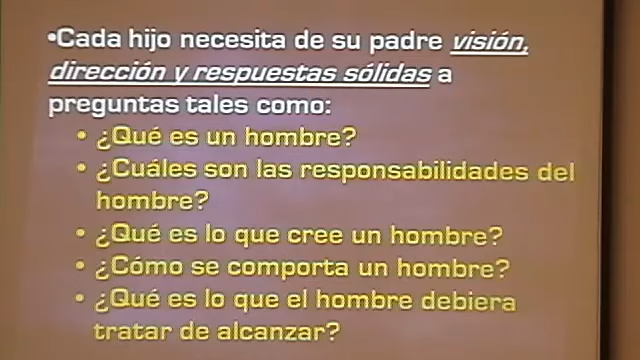 •Cada hijo necesita de su padre visión,
dirección y respuestas sólidas a
preguntas tales como:
• ¿Qué es un hombre?
• ¿Cuáles son las responsabilidades del
hombre?
• ¿Qué es lo que cree un hombre?
• ¿Cómo se comporta un hombre?
• ¿Qué es lo que el hombre debiera
tratar de alcanzar?